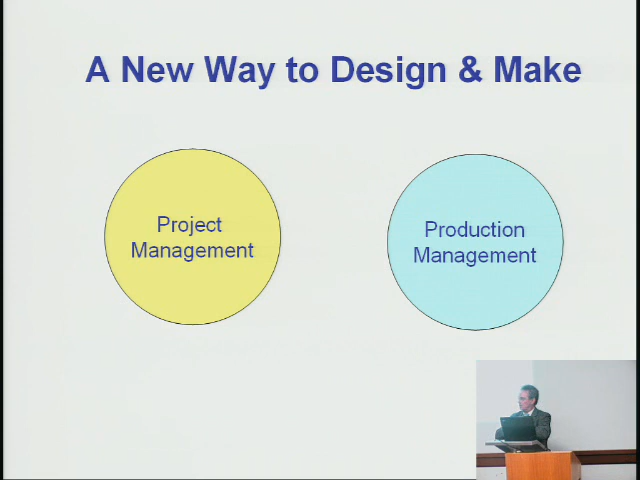 A New Way to Design & Make
Project
Management
Production
Management